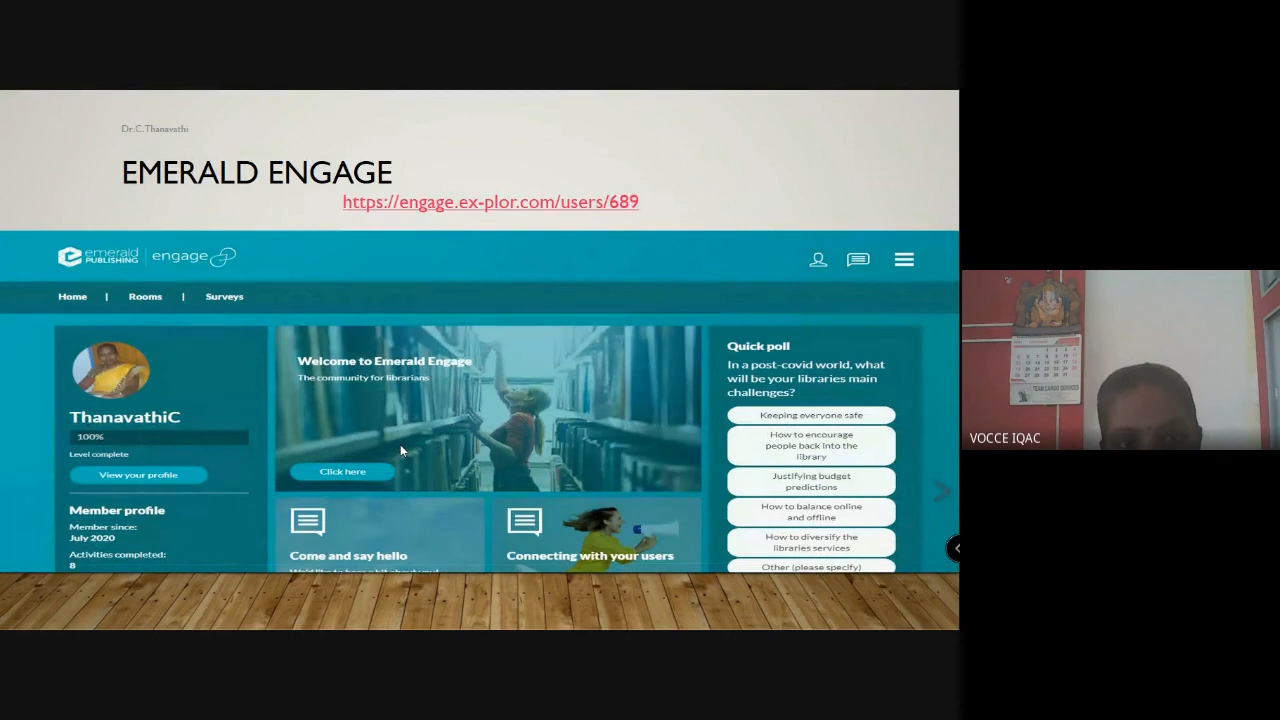 Dr.C.Thanavathi
EMERALD ENGAGE
https://engage.ex-plor.com/users/689
emerald PUBLISHING | engage
Home | Rooms | Surveys
ThanavathiC
100%
Level complete
View your profile
Member profile
Member since:
July 2020
Activities completed:
8
Welcome to Emerald Engage
The community for librarians
Click here
Come and say hello
Connecting with your users
Quick poll
In a post-covid world, what
will be your libraries main
challenges?
Keeping everyone safe
How to encourage
people back into the
library
Justifying budget
predictions
How to balance online
and offline
How to diversify the
libraries services
Other (please specify)
TEAM CARGO SERVICES
VOCCE IQAC